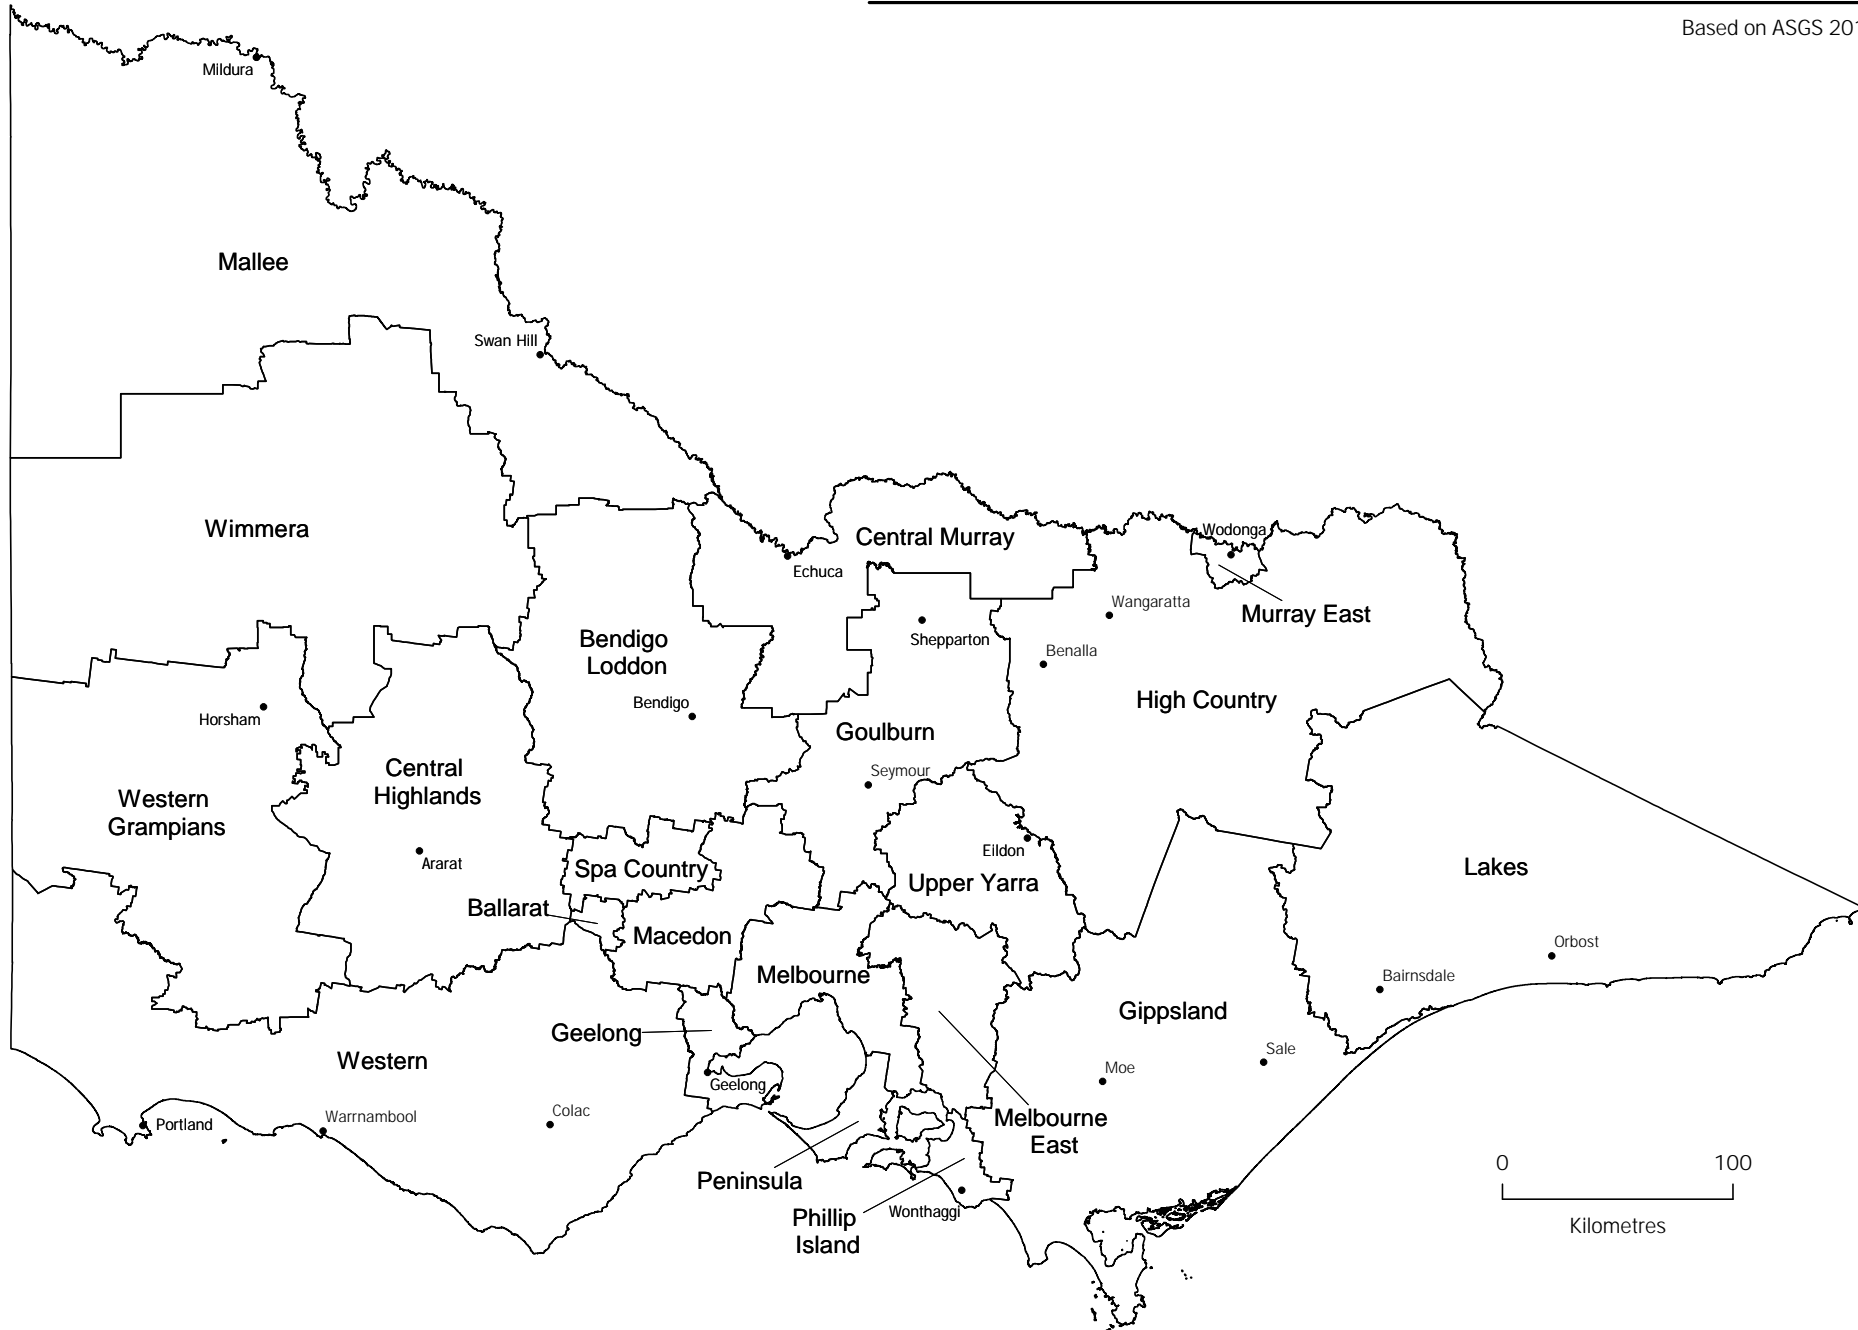 Based on ASGS 201
Mildura
Mallee
Swan Hill
Wimmera
Central Murray
Wodonga
Echuca
Wangaratta
Murray East
Shepparton
Bendigo
Loddon
Benalla
High Country
Bendigo
Horsham
Goulburn
Seymour
Central
Highlands
Western
Grampians
Eildon
Ararat
Spa Country
Lakes
Upper Yarra
Ballarat
Macedon
Orbost
Melbourne
Bairnsdale
Gippsland
Geelong
Western
Sale
Moe
Geelong
Colac
Warrnambool
Portland
Melbourne
East
Peninsula
Phillip
Island
Wonthaggi
0 100
Kilometres